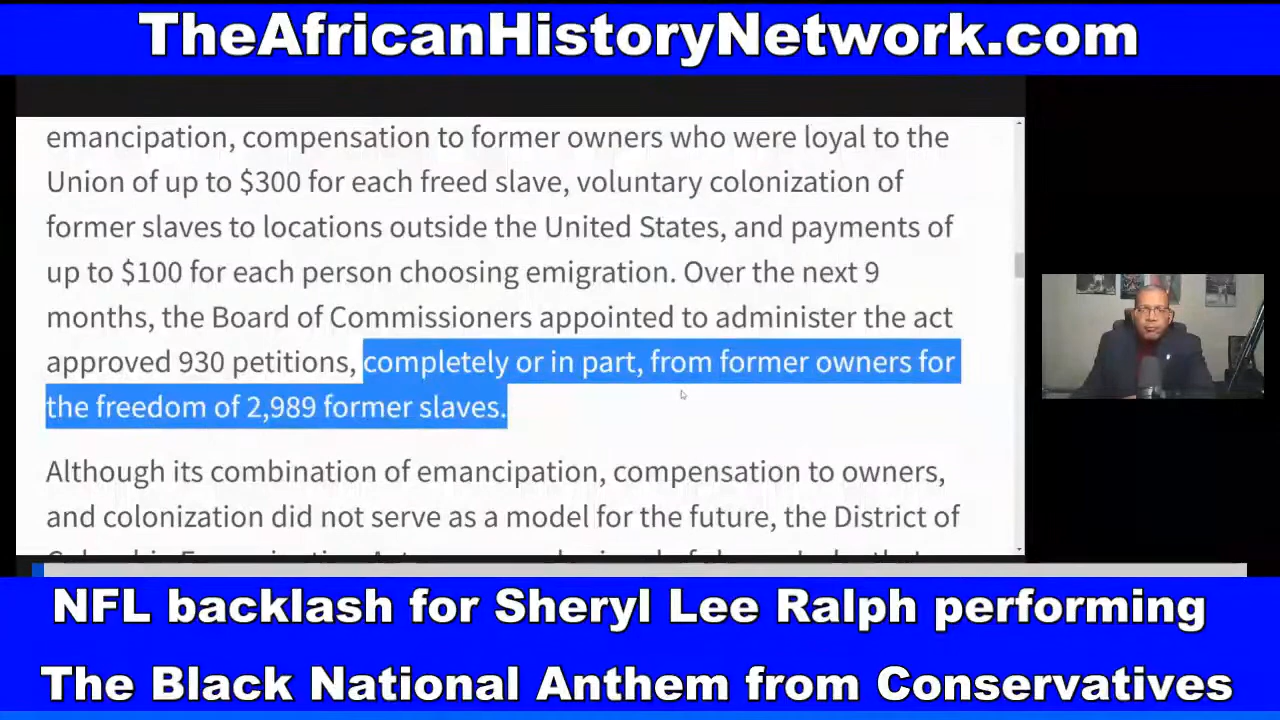 TheAfricanHistoryNetwork.com
emancipation, compensation to former owners who were loyal to the
Union of up to $300 for each freed slave, voluntary colonization of
former slaves to locations outside the United States, and payments of
up to $100 for each person choosing emigration. Over the next 9
months, the Board of Commissioners appointed to administer the act
approved 930 petitions, completely or in part, from former owners for
the freedom of 2,989 former slaves.
Although its combination of emancipation, compensation to owners,
and colonization did not serve as a model for the future, the District of
NFL backlash for Sheryl Lee Ralph performing
The Black National Anthem from Conservatives